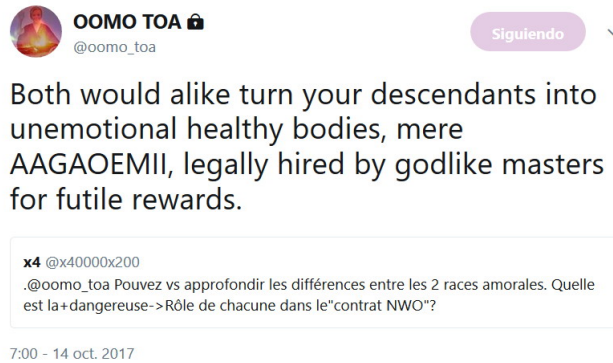 OOMO TOA
@oomo_toa
Siguiendo
Both would alike turn your descendants into
unemotional healthy bodies, mere
AAGAOEMII, legally hired by godlike masters
for futile rewards.
x4 @x40000x200
.@oomo_toa Pouvez vs approfondir les différences entre les 2 races amorales. Quelle
est la+dangereuse->Rôle de chacune dans le"contrat NWO"?
7:00 - 14 oct. 2017